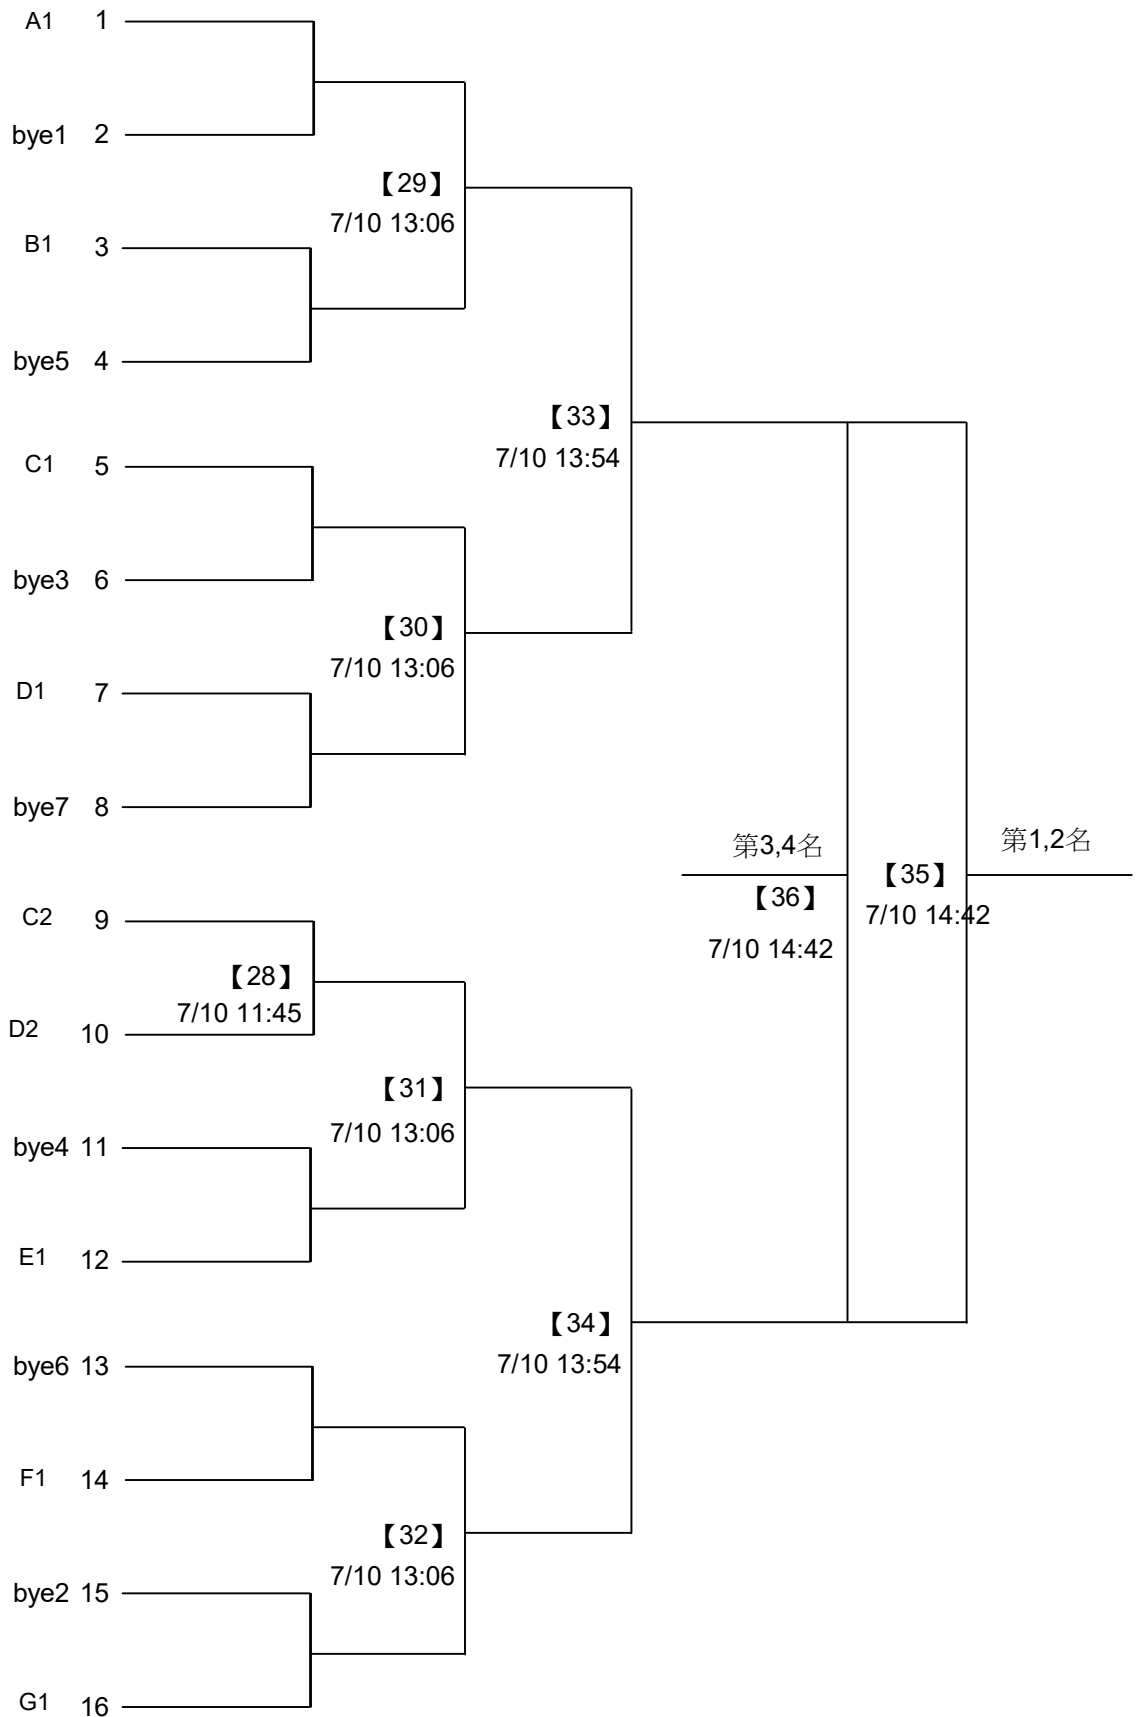 A1 1
bye1 2
【29】
7/10 13:06
B1 3
bye5 4
【33】
7/10 13:54
C1 5
bye3 6
【30】
7/10 13:06
D1 7
bye7 8
第3,4名
【36】
7/10 14:42
【35】
7/10 14:42
第1,2名
C2 9
【28】
7/10 11:45
D2 10
【31】
7/10 13:06
bye4 11
E1 12
【34】
7/10 13:54
bye6 13
F1 14
【32】
7/10 13:06
bye2 15
G1 16